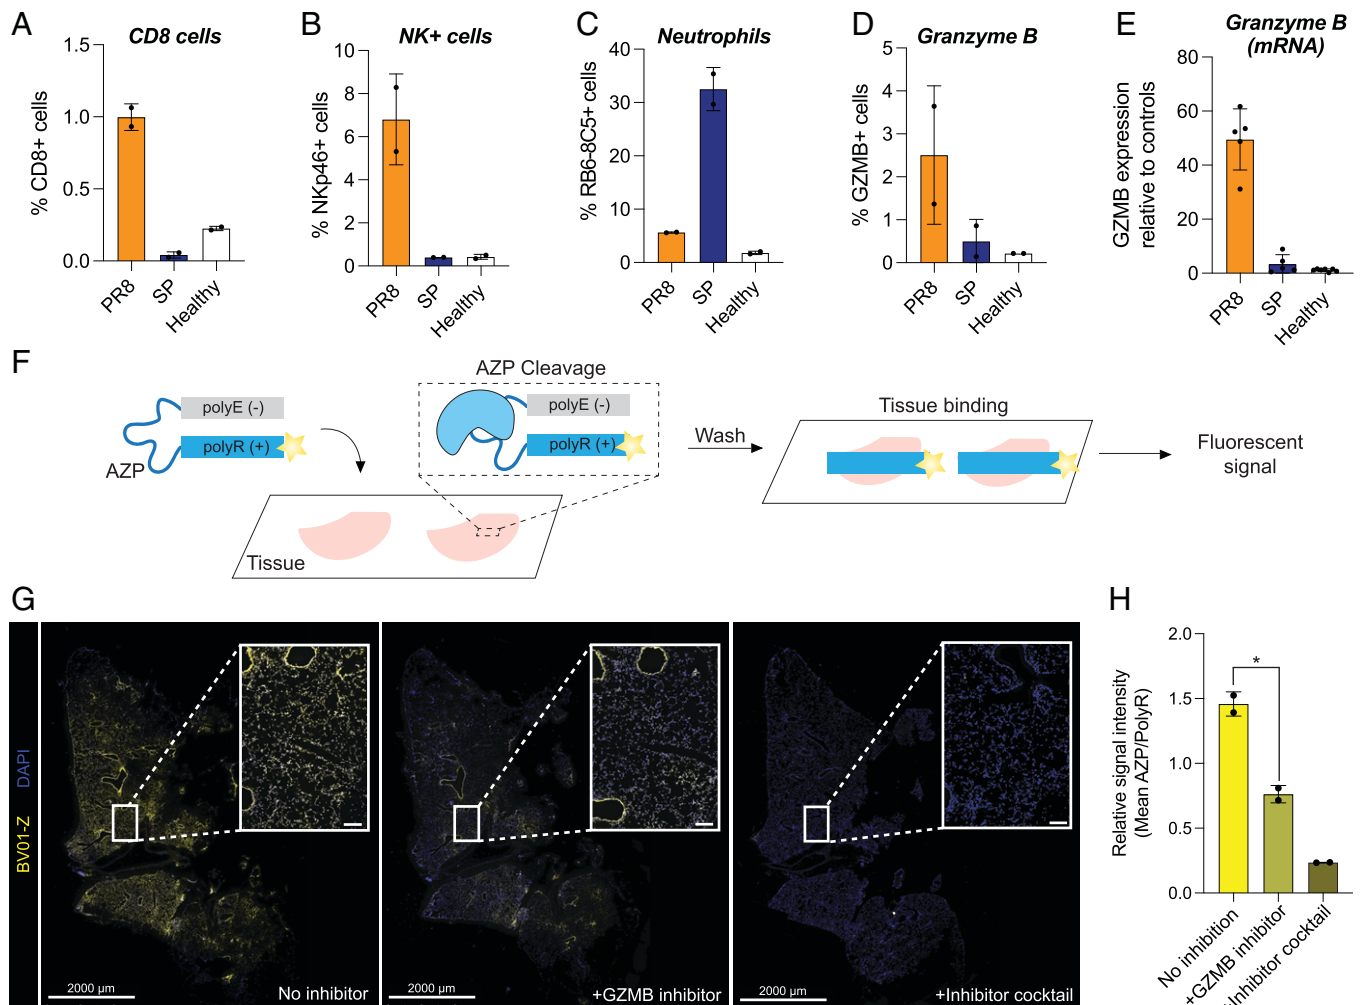 A
CD8 cells
% CD8+ cells
1.5
1.0
0.5
0.0
PR8
SP
Healthy
B
NK+ cells
% NKp46+ cells
10
8
6
4
2
0
PR8
SP
Healthy
C
Neutrophils
% RB6-8C5+ cells
40
30
20
10
0
PR8
SP
Healthy
D
Granzyme B
% GZMB+ cells
5
4
3
2
1
0
PR8
SP
Healthy
E
Granzyme B
(mRNA)
GZMB expression
relative to controls
80
60
40
20
0
PR8
SP
Healthy
F
polyE (-)
polyR (+)
AZP
Tissue
AZP Cleavage
polyE (-)
polyR (+)
Wash
Tissue binding
Fluorescent
signal
G
BV01-Z DAPI
2000 µm
No inhibitor
2000 µm
+GZMB inhibitor
2000 µm
+Inhibitor cocktail
H
Relative signal intensity
(Mean AZP/PolyR)
2.0
1.5
1.0
0.5
0.0
*
No inhibition
+GZMB inhibitor
+Inhibitor cocktail